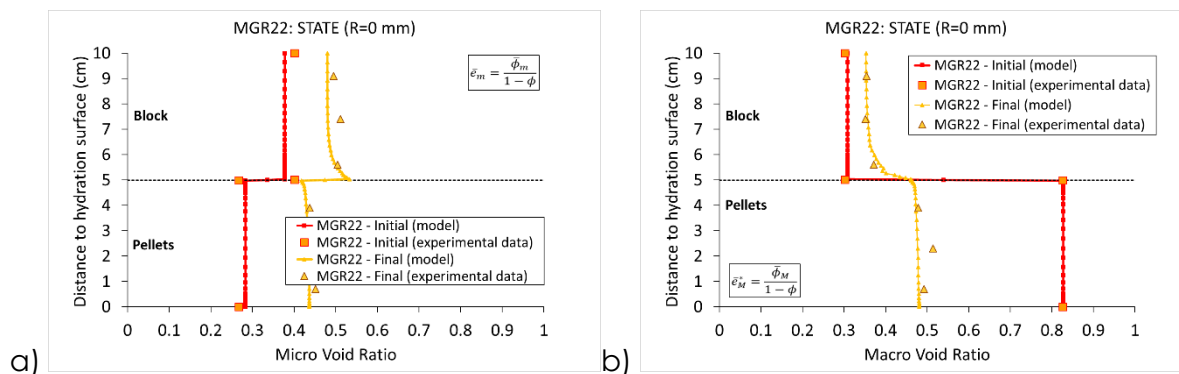 MGR22: STATE (R=0 mm)
Distance to hydration surface (cm)
10
9
8
7
6
5
4
3
2
1
0
Block
Pellets
ē_m = ϕ̄_m / (1 − ϕ)
MGR22 - Initial (model)
MGR22 - Initial (experimental data)
MGR22 - Final (model)
MGR22 - Final (experimental data)
0 0.1 0.2 0.3 0.4 0.5 0.6 0.7 0.8 0.9 1
Micro Void Ratio
a)
MGR22: STATE (R=0 mm)
Distance to hydration surface (cm)
10
9
8
7
6
5
4
3
2
1
0
Block
Pellets
MGR22 - Initial (model)
MGR22 - Initial (experimental data)
MGR22 - Final (model)
MGR22 - Final (experimental data)
ē*_M = ϕ̄_M / (1 − ϕ)
0 0.1 0.2 0.3 0.4 0.5 0.6 0.7 0.8 0.9 1
Macro Void Ratio
b)